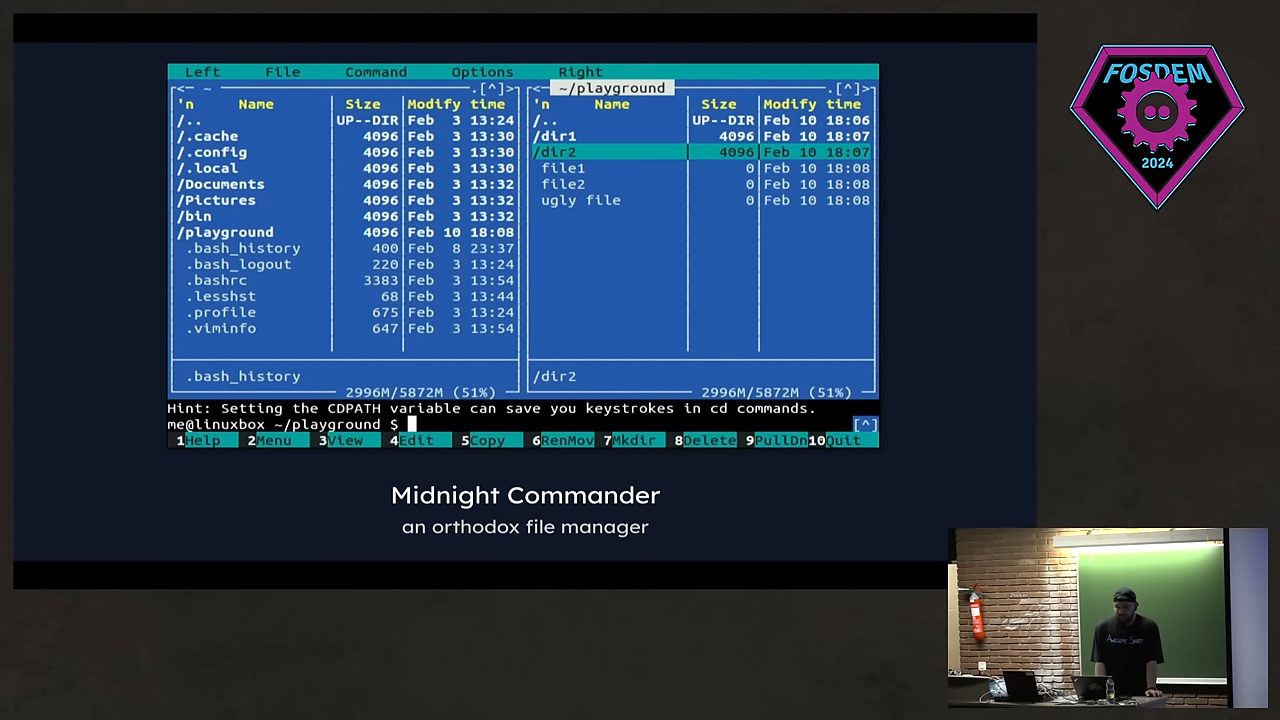 Left File Command Options Right
<─ ~ .[^]> <─ ~/playground .[^]>
'n Name Size Modify time 'n Name Size Modify time
/.. UP--DIR Feb 3 13:24 /.. UP--DIR Feb 10 18:06
/.cache 4096 Feb 3 13:30 /dir1 4096 Feb 10 18:07
/.config 4096 Feb 3 13:30 /dir2 4096 Feb 10 18:07
/.local 4096 Feb 3 13:30 file1 0 Feb 10 18:08
/Documents 4096 Feb 3 13:32 file2 0 Feb 10 18:08
/Pictures 4096 Feb 3 13:32 ugly file 0 Feb 10 18:08
/bin 4096 Feb 3 13:32
/playground 4096 Feb 10 18:08
.bash_history 400 Feb 8 23:37
.bash_logout 220 Feb 3 13:24
.bashrc 3383 Feb 3 13:54
.lesshst 68 Feb 3 13:44
.profile 675 Feb 3 13:24
.viminfo 647 Feb 3 13:54
.bash_history /dir2
2996M/5872M (51%) 2996M/5872M (51%)
Hint: Setting the CDPATH variable can save you keystrokes in cd commands.
me@linuxbox ~/playground $ [^]
1Help 2Menu 3View 4Edit 5Copy 6RenMov 7Mkdir 8Delete 9PullDn 10Quit
Midnight Commander
an orthodox file manager
FOSDEM
2024
Awesome Shirt